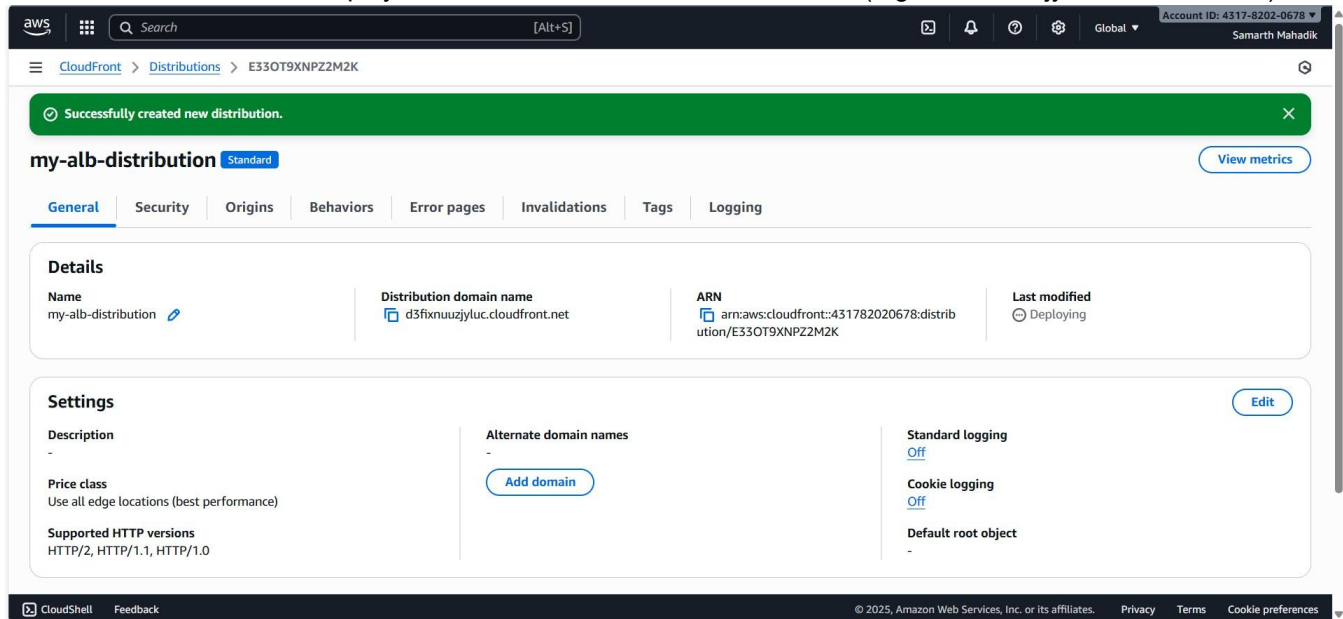 aws
Search
[Alt+S]
Global ▼
Account ID: 4317-8202-0678 ▼
Samarth Mahadik
CloudFront > Distributions > E33OT9XNPZ2M2K
Successfully created new distribution.
my-alb-distribution Standard
View metrics
General Security Origins Behaviors Error pages Invalidations Tags Logging
Details
Name
my-alb-distribution
Distribution domain name
d3fixnuuzjyluc.cloudfront.net
ARN
arn:aws:cloudfront::431782020678:distrib
ution/E33OT9XNPZ2M2K
Last modified
Deploying
Settings
Edit
Description
-
Price class
Use all edge locations (best performance)
Supported HTTP versions
HTTP/2, HTTP/1.1, HTTP/1.0
Alternate domain names
-
Add domain
Standard logging
Off
Cookie logging
Off
Default root object
-
CloudShell Feedback
© 2025, Amazon Web Services, Inc. or its affiliates. Privacy Terms Cookie preferences